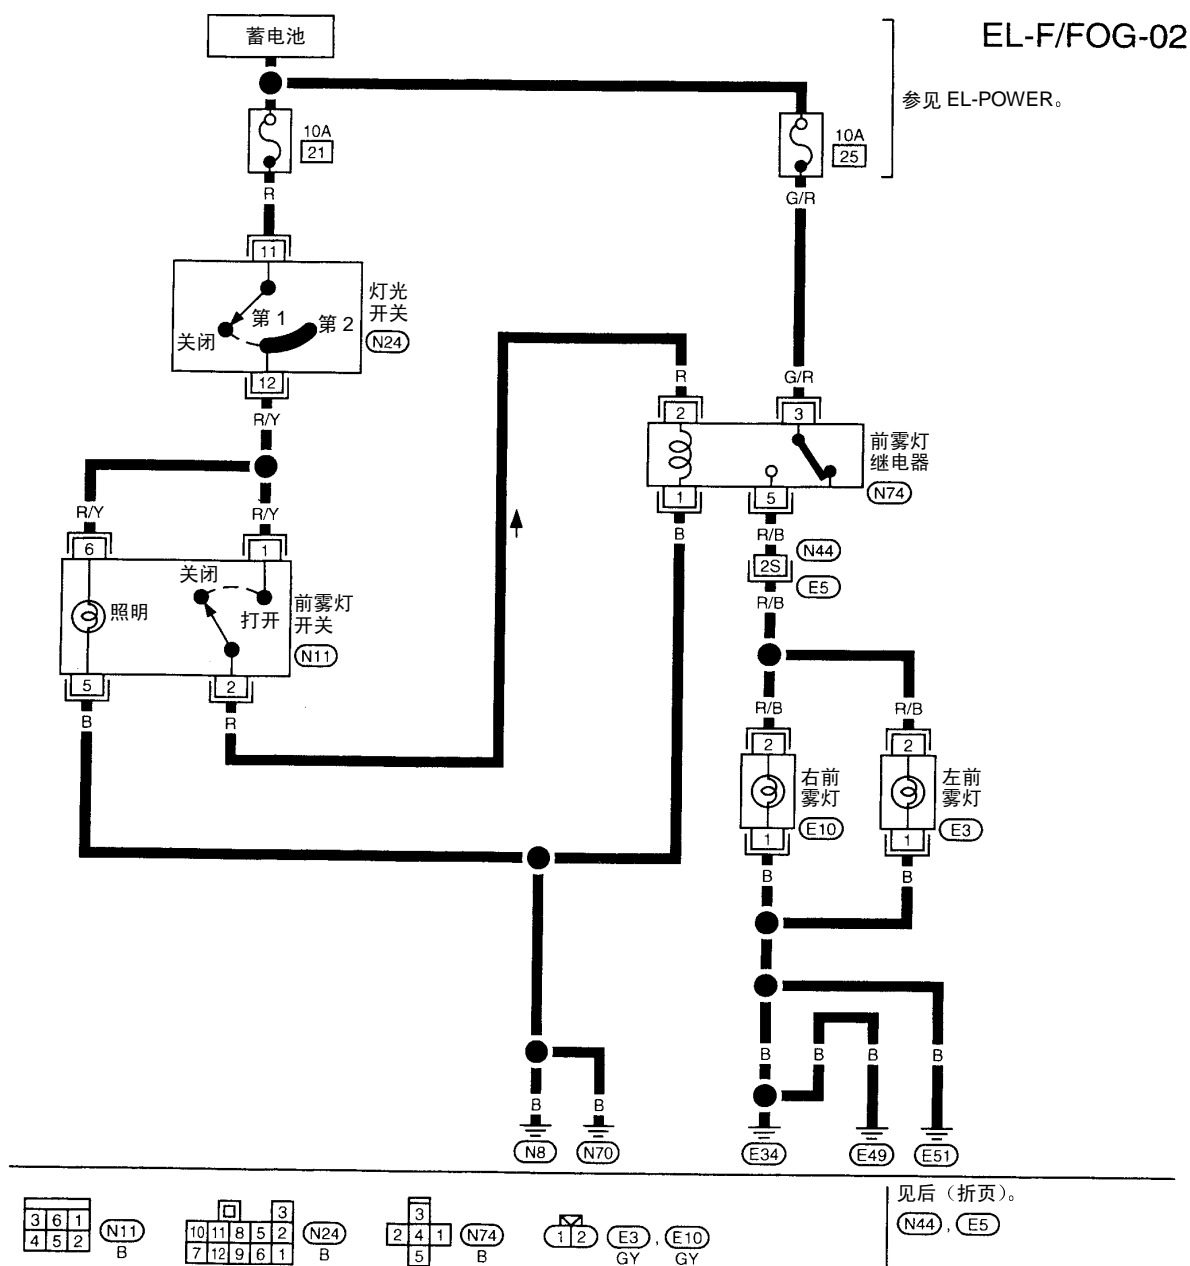 蓄电池
EL-F/FOG-02
参见 EL-POWER。
10A
21
10A
25
R
G/R
11
灯光
开关
N24
第 1
第 2
关闭
12
R/Y
R
G/R
2
3
前雾灯
继电器
N74
1
5
R/Y
R/Y
6
1
关闭
照明
打开
前雾灯
开关
N11
5
2
B
R
B
R/B
N44
2S
E5
R/B
R/B
R/B
2
2
右前
雾灯
E10
左前
雾灯
E3
1
1
B
B
B
B
B
B
B
B
N8
N70
E34
E49
E51
3 6 1
4 5 2
N11
B
3
10 11 8 5 2
7 12 9 6 1
N24
B
3
2 4 1
5
N74
B
1 2
E3 , E10
GY GY
见后（折页）。
N44 , E5